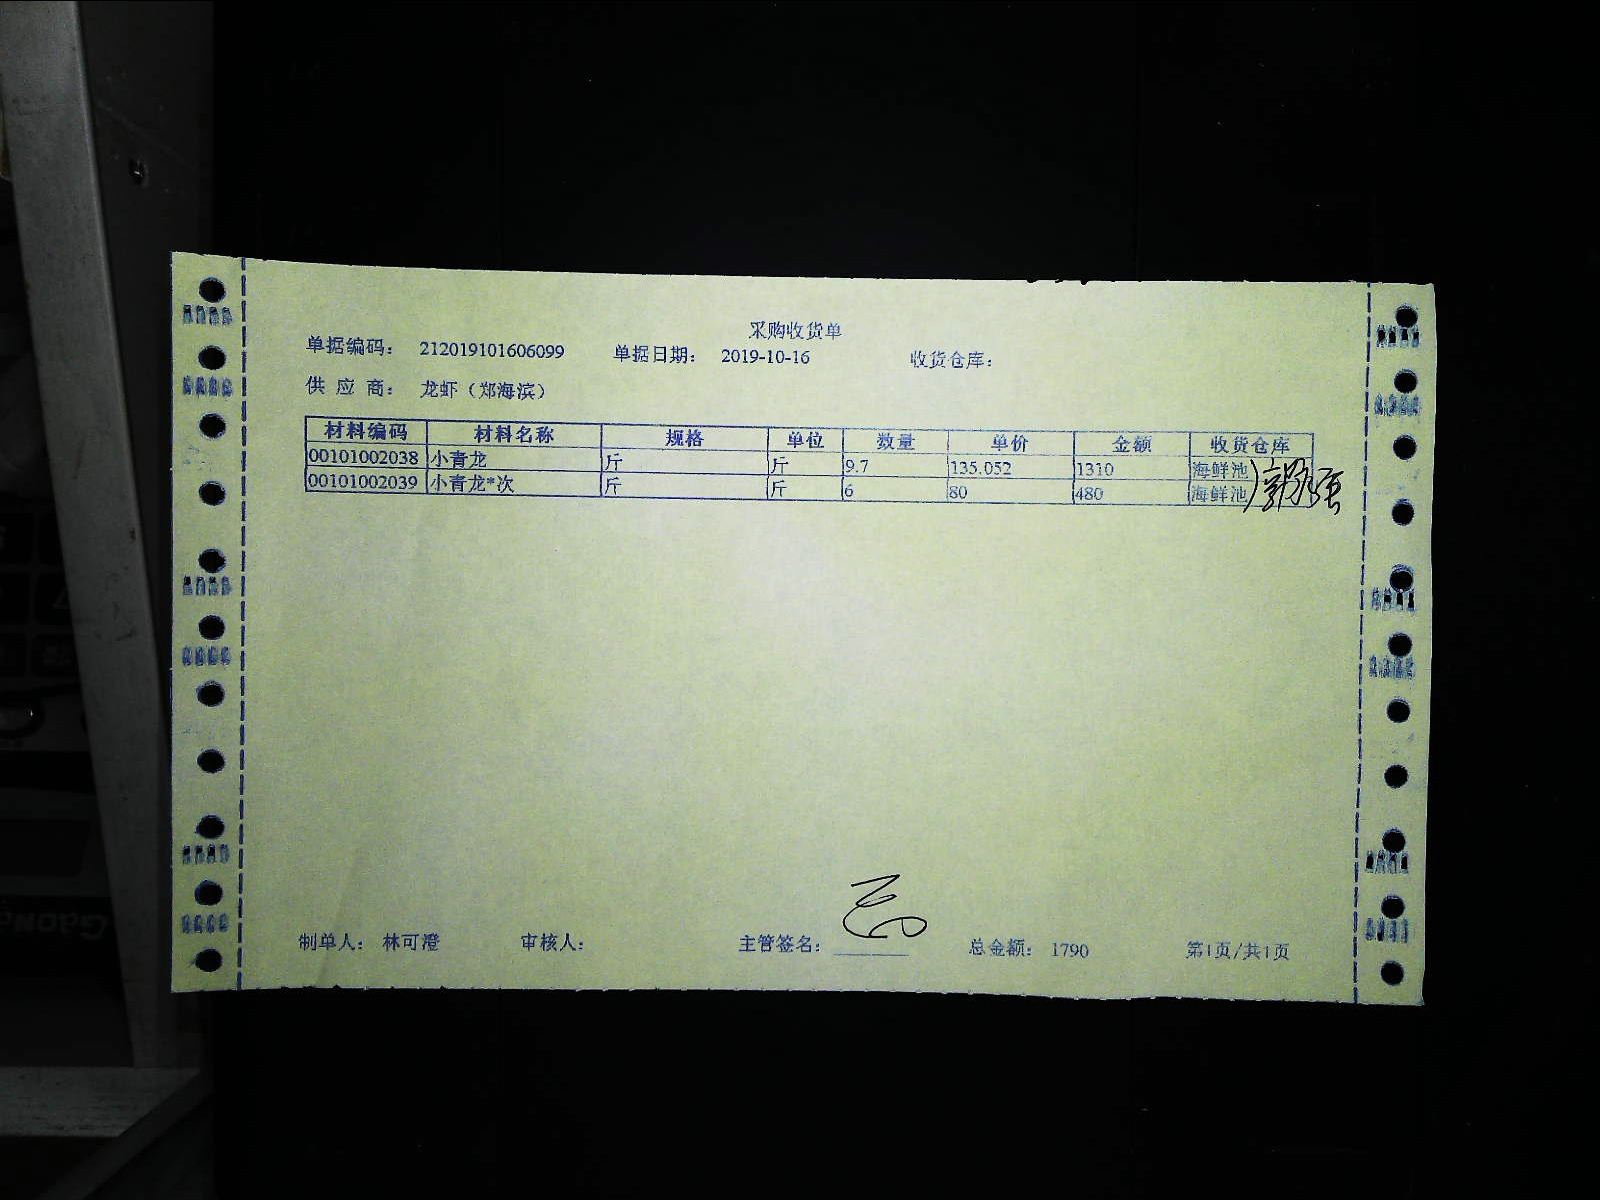 采购收货单
单据编码： 212019101606099 单据日期： 2019-10-16 收货仓库：
供 应 商： 龙虾（郑海滨）
材料编码 材料名称 规格 单位 数量 单价 金额 收货仓库
00101002038 小青龙 斤 斤 9.7 135.052 1310 海鲜池
00101002039 小青龙*次 斤 斤 6 80 480 海鲜池
制单人： 林可澄 审核人： 主管签名： 总金额： 1790 第1页/共1页